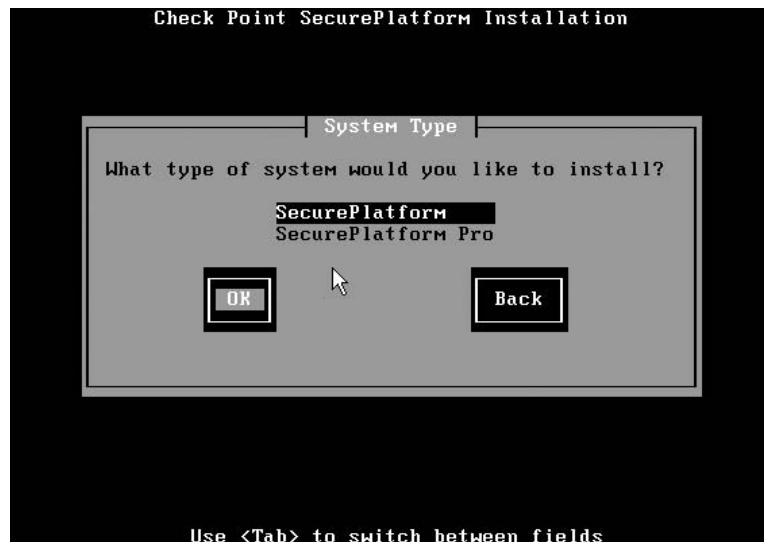 Check Point SecurePlatform Installation
System Type
What type of system would you like to install?
SecurePlatform
SecurePlatform Pro
OK Back
Use <Tab> to switch between fields